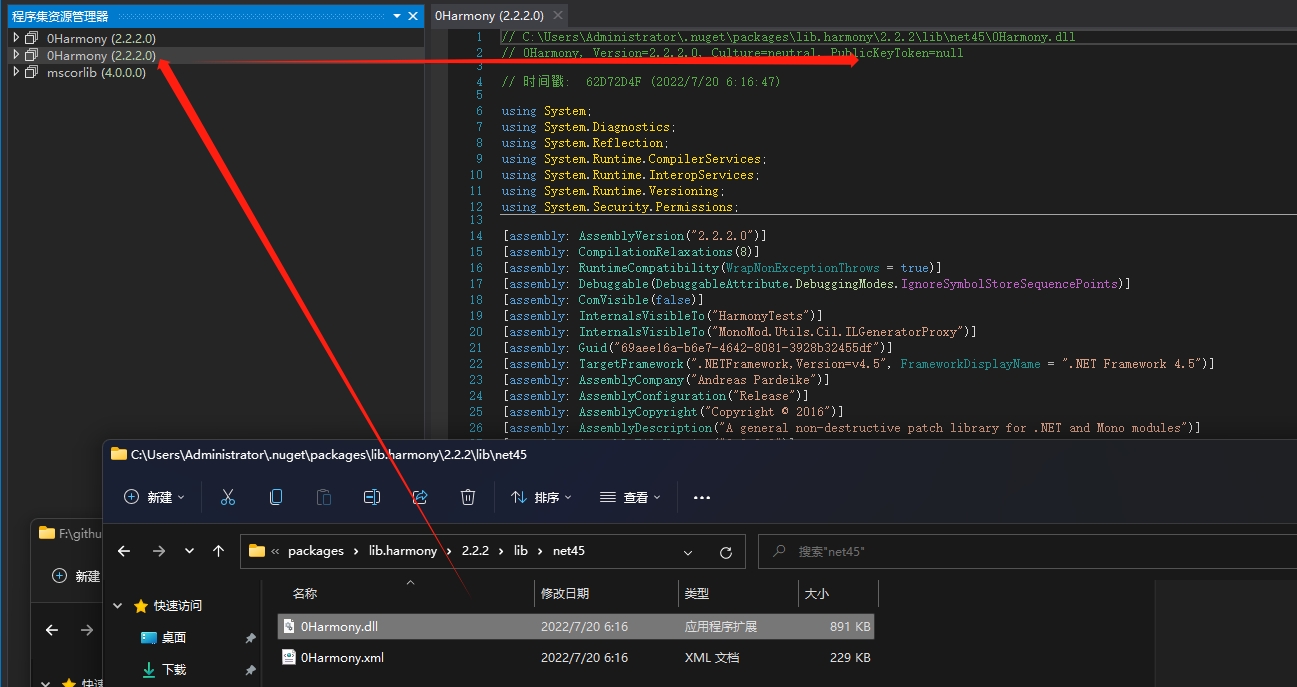 程序集资源管理器
0Harmony (2.2.2.0)
0Harmony (2.2.2.0)
mscorlib (4.0.0.0)
0Harmony (2.2.2.0)
1 // C:\Users\Administrator\.nuget\packages\lib.harmony\2.2.2\lib\net45\0Harmony.dll
2 // 0Harmony, Version=2.2.2.0, Culture=neutral, PublicKeyToken=null
3
4 // 时间戳: 62D72D4F (2022/7/20 6:16:47)
5
6 using System;
7 using System.Diagnostics;
8 using System.Reflection;
9 using System.Runtime.CompilerServices;
10 using System.Runtime.InteropServices;
11 using System.Runtime.Versioning;
12 using System.Security.Permissions;
13
14 [assembly: AssemblyVersion("2.2.2.0")]
15 [assembly: CompilationRelaxations(8)]
16 [assembly: RuntimeCompatibility(WrapNonExceptionThrows = true)]
17 [assembly: Debuggable(DebuggableAttribute.DebuggingModes.IgnoreSymbolStoreSequencePoints)]
18 [assembly: ComVisible(false)]
19 [assembly: InternalsVisibleTo("HarmonyTests")]
20 [assembly: InternalsVisibleTo("MonoMod.Utils.Cil.ILGeneratorProxy")]
21 [assembly: Guid("69aee16a-b6e7-4642-8081-3928b32455df")]
22 [assembly: TargetFramework(".NETFramework,Version=v4.5", FrameworkDisplayName = ".NET Framework 4.5")]
23 [assembly: AssemblyCompany("Andreas Pardeike")]
24 [assembly: AssemblyConfiguration("Release")]
25 [assembly: AssemblyCopyright("Copyright © 2016")]
26 [assembly: AssemblyDescription("A general non-destructive patch library for .NET and Mono modules")]
C:\Users\Administrator\.nuget\packages\lib.harmony\2.2.2\lib\net45
新建
排序
查看
F:\githu
新建
« packages › lib.harmony › 2.2.2 › lib › net45
搜索"net45"
名称 修改日期 类型 大小
快速访问
0Harmony.dll 2022/7/20 6:16 应用程序扩展 891 KB
桌面
0Harmony.xml 2022/7/20 6:16 XML 文档 229 KB
下载
快速